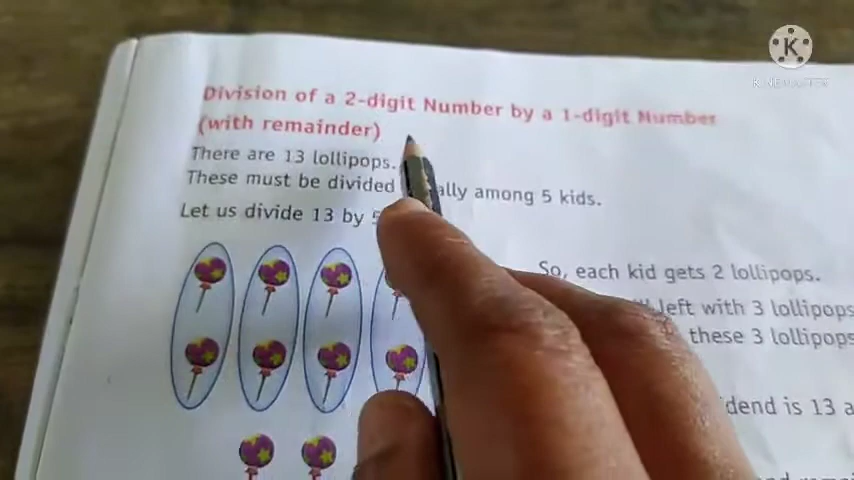 Division of a 2-digit Number by a 1-digit Number
(with remainder)
There are 13 lollipops.
These must be divided ally among 5 kids.
Let us divide 13 by 5
So, each kid gets 2 lollipops.
left with 3 lollipops
these 3 lollipops
dend is 13 a
K
KINEMASTER